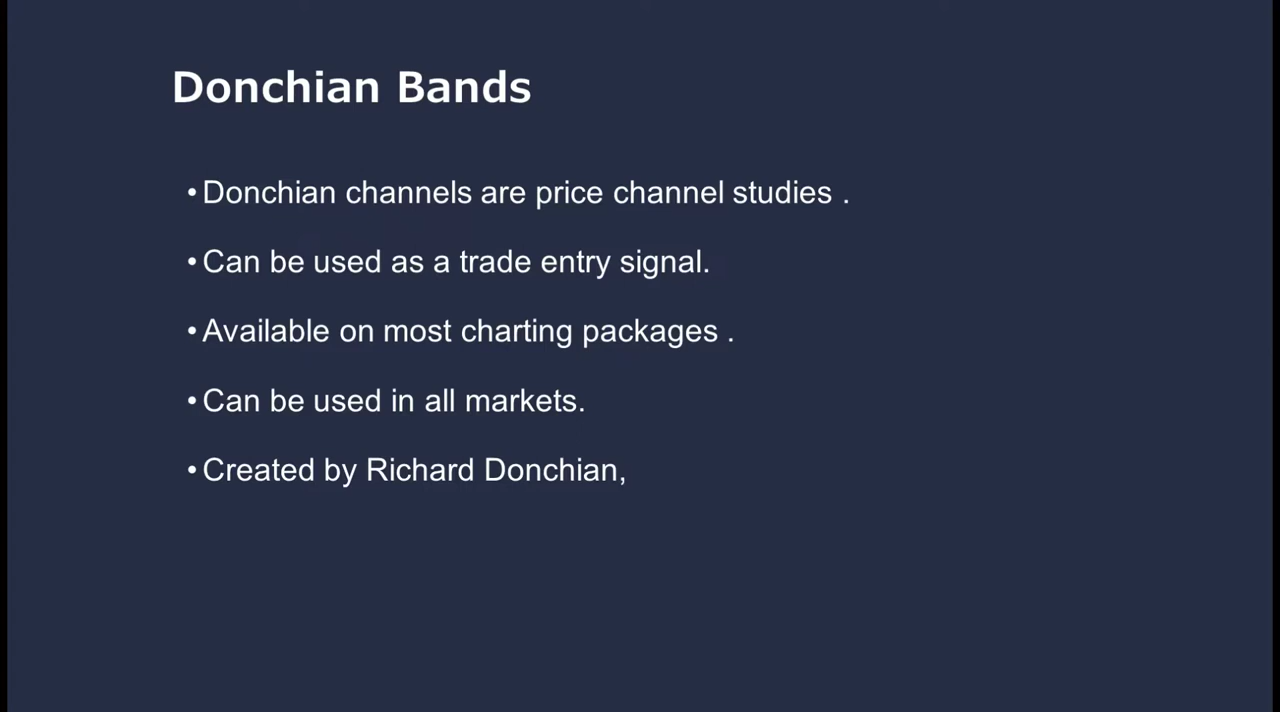 Donchian Bands
•Donchian channels are price channel studies .
•Can be used as a trade entry signal.
•Available on most charting packages .
•Can be used in all markets.
•Created by Richard Donchian,